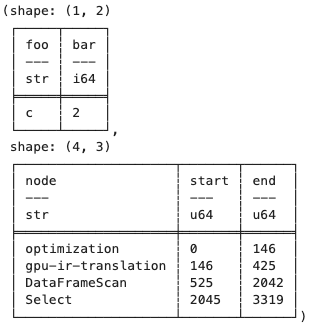 (shape: (1, 2)
foo bar
--- ---
str i64
c 2
,
shape: (4, 3)
node start end
--- --- ---
str u64 u64
optimization 0 146
gpu-ir-translation 146 425
DataFrameScan 525 2042
Select 2045 3319
)